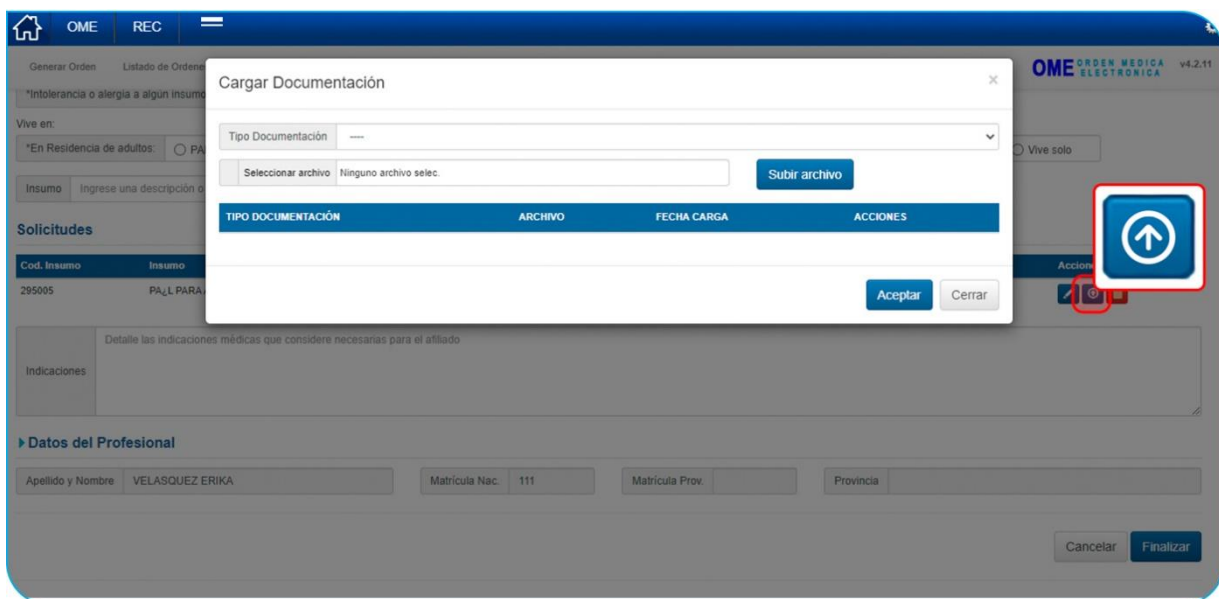 OME REC
Generar Orden Listado de Ordene
OME ORDEN MEDICA ELECTRONICA v4.2.11
*Intolerancia o alergia a algún insumo
Cargar Documentación ×
Vive en:
*En Residencia de adultos: PA
Vive solo
Tipo Documentación ----
Seleccionar archivo Ninguno archivo selec. Subir archivo
Insumo Ingrese una descripción o
TIPO DOCUMENTACIÓN ARCHIVO FECHA CARGA ACCIONES
Solicitudes
Cod. Insumo Insumo Accion
295005 PA¿L PARA
Aceptar Cerrar
Indicaciones Detalle las indicaciones médicas que considere necesarias para el afiliado
Datos del Profesional
Apellido y Nombre VELASQUEZ ERIKA Matrícula Nac. 111 Matrícula Prov. Provincia
Cancelar Finalizar